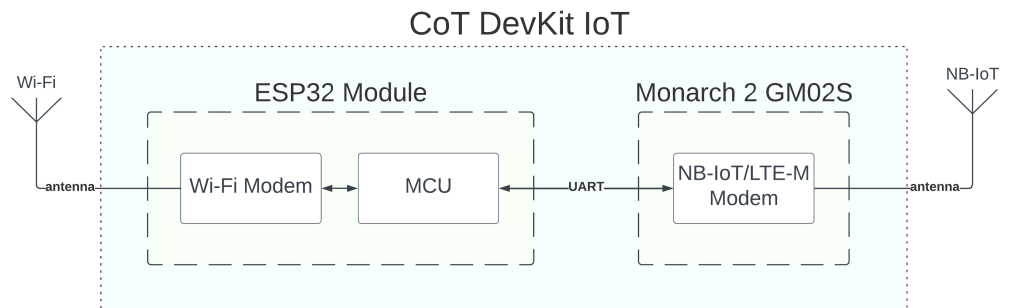 CoT DevKit IoT
Wi-Fi
NB-IoT
ESP32 Module
Monarch 2 GM02S
Wi-Fi Modem
MCU
NB-IoT/LTE-M
Modem
antenna
UART
antenna